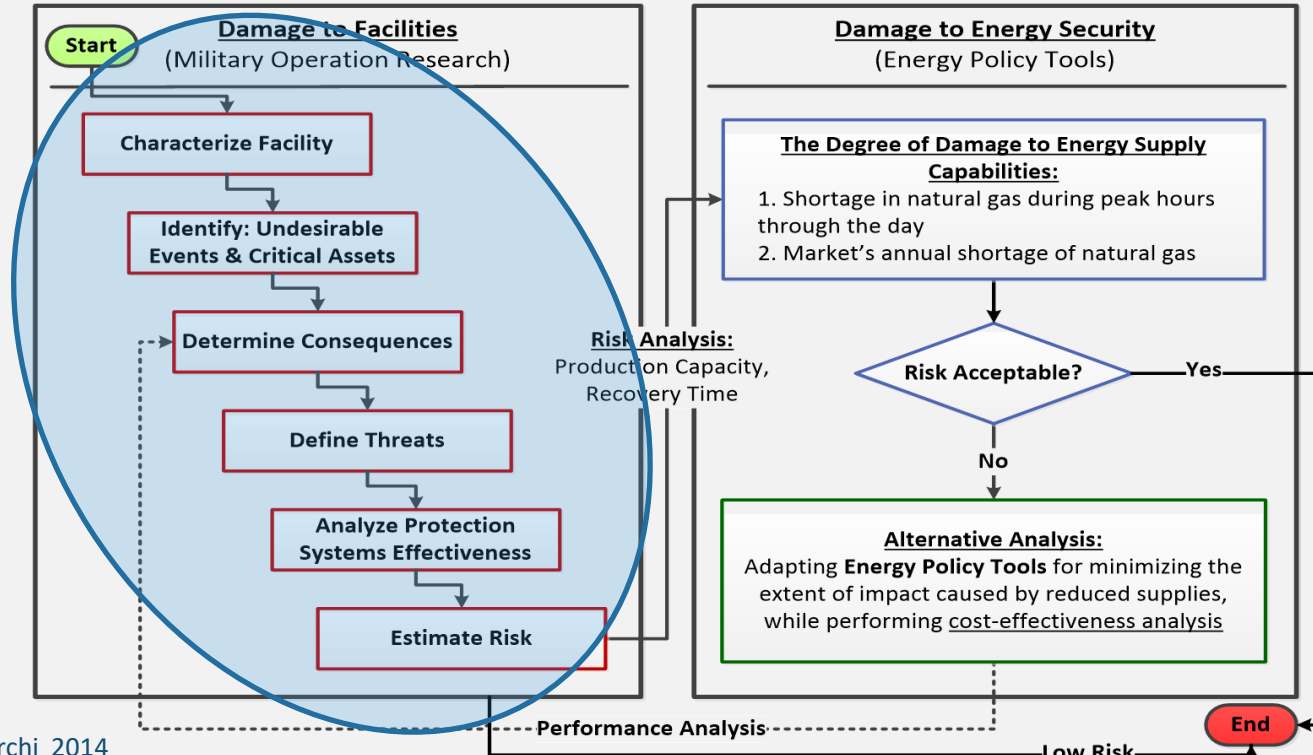 Damage to Facilities
(Military Operation Research)
Start
Characterize Facility
Identify: Undesirable
Events & Critical Assets
Determine Consequences
Define Threats
Analyze Protection
Systems Effectiveness
Estimate Risk
Risk Analysis:
Production Capacity,
Recovery Time
Damage to Energy Security
(Energy Policy Tools)
The Degree of Damage to Energy Supply
Capabilities:
1. Shortage in natural gas during peak hours
through the day
2. Market’s annual shortage of natural gas
Risk Acceptable?
Yes
No
Alternative Analysis:
Adapting Energy Policy Tools for minimizing the
extent of impact caused by reduced supplies,
while performing cost-effectiveness analysis
Performance Analysis
End
Low Risk
2014